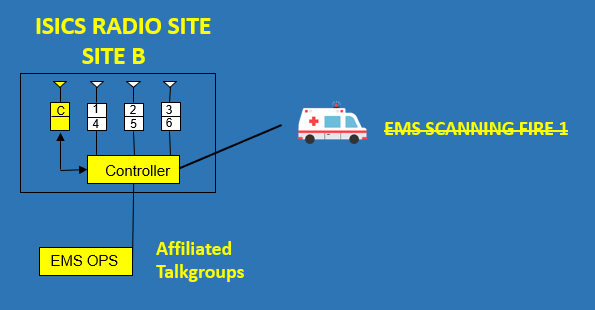 ISICS RADIO SITE
SITE B
C
1
4
2
5
3
6
Controller
EMS SCANNING FIRE 1
EMS OPS
Affiliated
Talkgroups